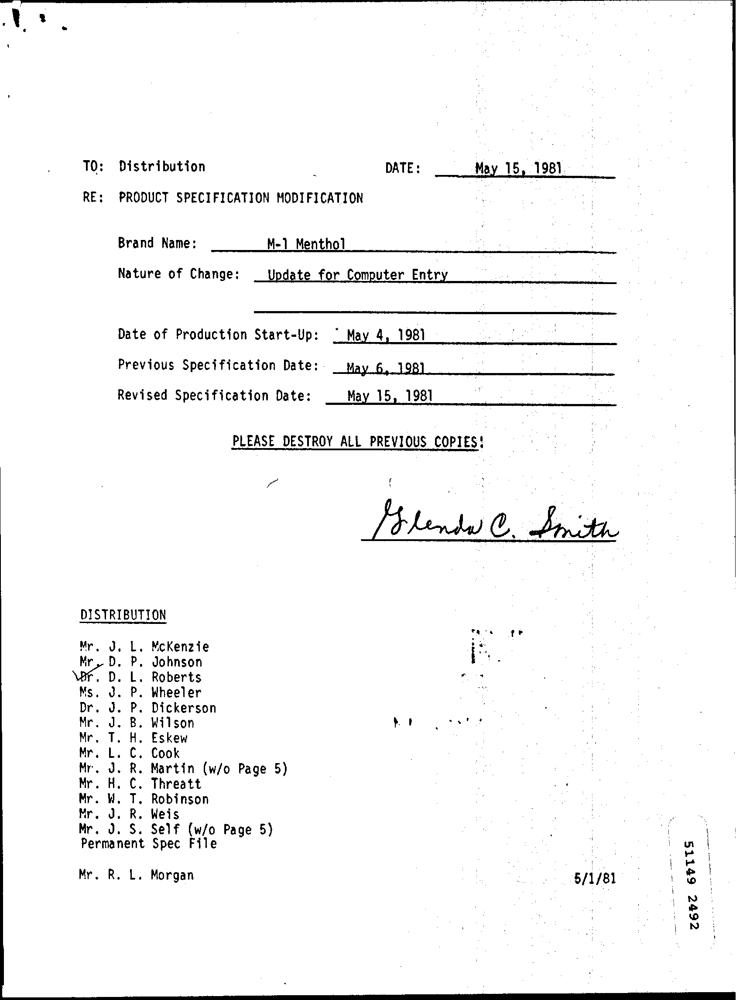 TO: Distribution DATE: May 15, 1981
RE: PRODUCT SPECIFICATION MODIFICATION
Brand Name: M-1 Menthol
Nature of Change: Update for Computer Entry
Date of Production Start-Up: May 4, 1981
Previous Specification Date: May 6, 1981
Revised Specification Date: May 15, 1981
PLEASE DESTROY ALL PREVIOUS COPIES!
Glenda C. Smith
DISTRIBUTION
Mr. J. L. McKenzie
Mr. D. P. Johnson
Dr. D. L. Roberts
Ms. J. P. Wheeler
Dr. J. P. Dickerson
Mr. J. B. Wilson
Mr. T. H. Eskew
Mr. L. C. Cook
Mr. J. R. Martin (w/o Page 5)
Mr. H. C. Threatt
Mr. W. T. Robinson
Mr. J. R. Weis
Mr. J. S. Self (w/o Page 5)
Permanent Spec File
Mr. R. L. Morgan 5/1/81
51149 2492